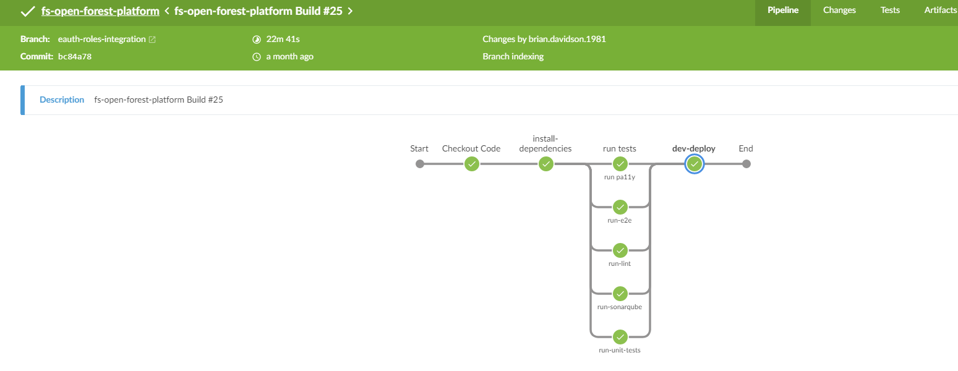 fs-open-forest-platform < fs-open-forest-platform Build #25 >
Pipeline Changes Tests Artifacts
Branch: eauth-roles-integration 22m 41s Changes by brian.davidson.1981
Commit: bc84a78 a month ago Branch indexing
Description fs-open-forest-platform Build #25
install-
Start Checkout Code dependencies run tests dev-deploy End
run pa11y
run-e2e
run-lint
run-sonarqube
run-unit-tests